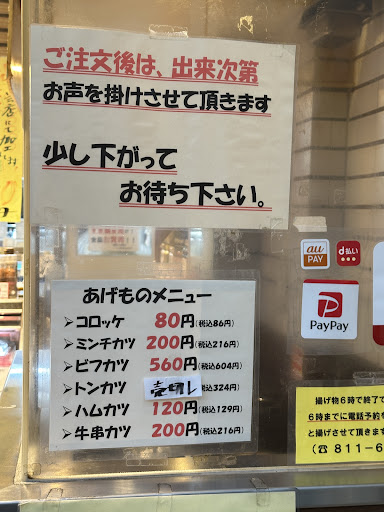 ご注文後は、出来次第
お声を掛けさせて頂きます
少し下がって
お待ち下さい。
au
PAY
d払い
PayPay
あげものメニュー
➢コロッケ 80円(税込86円)
➢ミンチカツ 200円(税込216円)
➢ビフカツ 560円(税込604円)
➢トンカツ 売切レ(税込324円)
➢ハムカツ 120円(税込129円)
➢牛串カツ 200円(税込216円)
揚げ物6時で終了で
6時までに電話予約を
と揚げさせて頂きます
(☎811-6